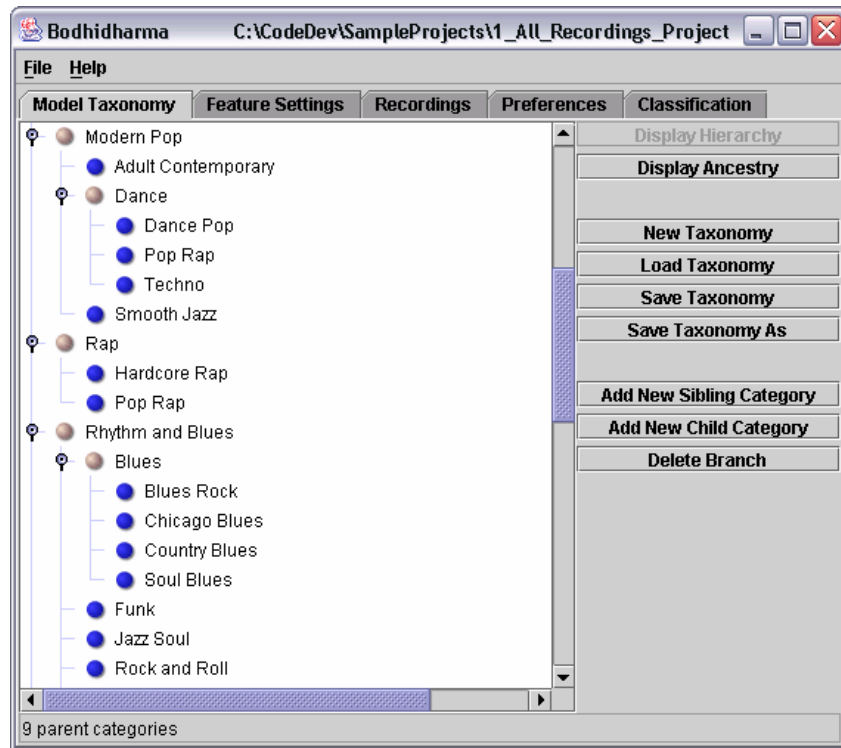 Bodhidharma C:\CodeDev\SampleProjects\1_All_Recordings_Project
File Help
Model Taxonomy Feature Settings Recordings Preferences Classification
Modern Pop
Adult Contemporary
Dance
Dance Pop
Pop Rap
Techno
Smooth Jazz
Rap
Hardcore Rap
Pop Rap
Rhythm and Blues
Blues
Blues Rock
Chicago Blues
Country Blues
Soul Blues
Funk
Jazz Soul
Rock and Roll
Display Hierarchy
Display Ancestry
New Taxonomy
Load Taxonomy
Save Taxonomy
Save Taxonomy As
Add New Sibling Category
Add New Child Category
Delete Branch
9 parent categories